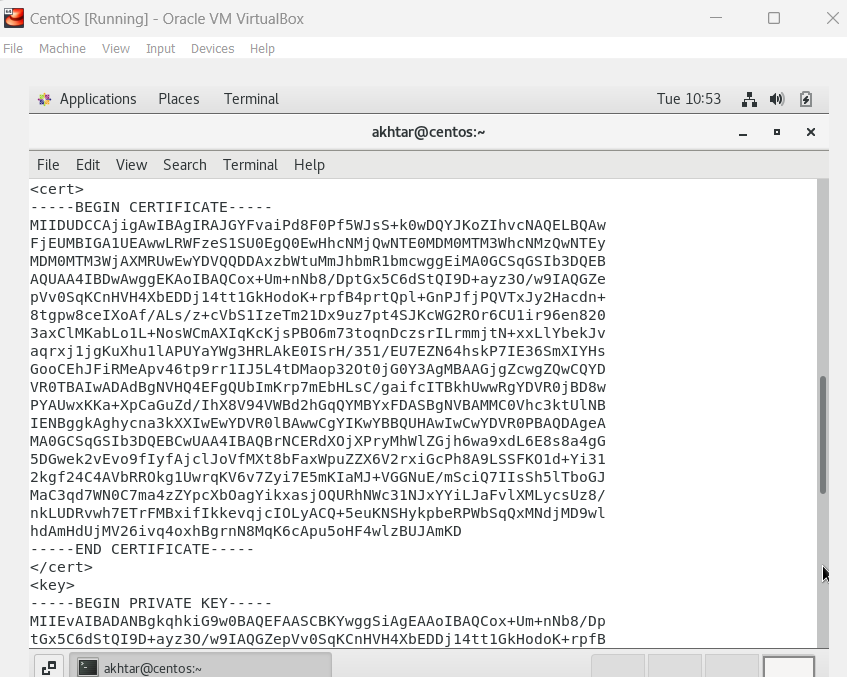 CentOS [Running] - Oracle VM VirtualBox
File Machine View Input Devices Help
Applications Places Terminal Tue 10:53
akhtar@centos:~
File Edit View Search Terminal Help
<cert>
-----BEGIN CERTIFICATE-----
MIIDUDCCAjigAwIBAgIRAJGYFvaiPd8F0Pf5WJsS+k0wDQYJKoZIhvcNAQELBQAw
FjEUMBIGA1UEAwwLRWFzeS1SU0EgQ0EwHhcNMjQwNTE0MDM0MTM3WhcNMzQwNTEy
MDM0MTM3WjAXMRUwEwYDVQQDDAxzbWtuMmJhbmR1bmcwggEiMA0GCSqGSIb3DQEB
AQUAA4IBDwAwggEKAoIBAQCox+Um+nNb8/DptGx5C6dStQI9D+ayz3O/w9IAQGZe
pVv0SqKCnHVH4XbEDDj14tt1GkHodoK+rpfB4prtQpl+GnPJfjPQVTxJy2Hacdn+
8tgpw8ceIXoAf/ALs/z+cVbS1IzeTm21Dx9uz7pt4SJKcWG2ROr6CU1ir96en820
3axClMKabLo1L+NosWCmAXIqKcKjsPBO6m73toqnDczsrILrmmjtN+xxLlYbekJv
aqrxj1jgKuXhu1lAPUYaYWg3HRLAkE0ISrH/351/EU7EZN64hskP7IE36SmXIYHs
GooCEhJFiRMeApv46tp9rr1IJ5L4tDMaop32Ot0jG0Y3AgMBAAGjgZcwgZQwCQYD
VR0TBAIwADAdBgNVHQ4EFgQUbImKrp7mEbHLsC/gaifcITBkhUwwRgYDVR0jBD8w
PYAUwxKKa+XpCaGuZd/IhX8V94VWBd2hGqQYMBYxFDASBgNVBAMMC0Vhc3ktUlNB
IENBggkAghycna3kXXIwEwYDVR0lBAwwCgYIKwYBBQUHAwIwCwYDVR0PBAQDAgeA
MA0GCSqGSIb3DQEBCwUAA4IBAQBrNCERdXOjXPryMhWlZGjh6wa9xdL6E8s8a4gG
5DGwek2vEvo9fIyfAjclJoVfMXt8bFaxWpuZZX6V2rxiGcPh8A9LSSFKO1d+Yi31
2kgf24C4AVbRROkg1UwrqKV6v7Zyi7E5mKIaMJ+VGGNuE/mSciQ7IIsSh5lTboGJ
MaC3qd7WN0C7ma4zZYpcXbOagYikxasjOQURhNWc31NJxYYiLJaFvlXMLycsUz8/
nkLUDRvwh7ETrFMBxifIkkevqjcIOLyACQ+5euKNSHykpbeRPWbSqQxMNdjMD9wl
hdAmHdUjMV26ivq4oxhBgrnN8MqK6cApu5oHF4wlzBUJAmKD
-----END CERTIFICATE-----
</cert>
<key>
-----BEGIN PRIVATE KEY-----
MIIEvAIBADANBgkqhkiG9w0BAQEFAASCBKYwggSiAgEAAoIBAQCox+Um+nNb8/Dp
tGx5C6dStQI9D+ayz3O/w9IAQGZepVv0SqKCnHVH4XbEDDj14tt1GkHodoK+rpfB
akhtar@centos:~